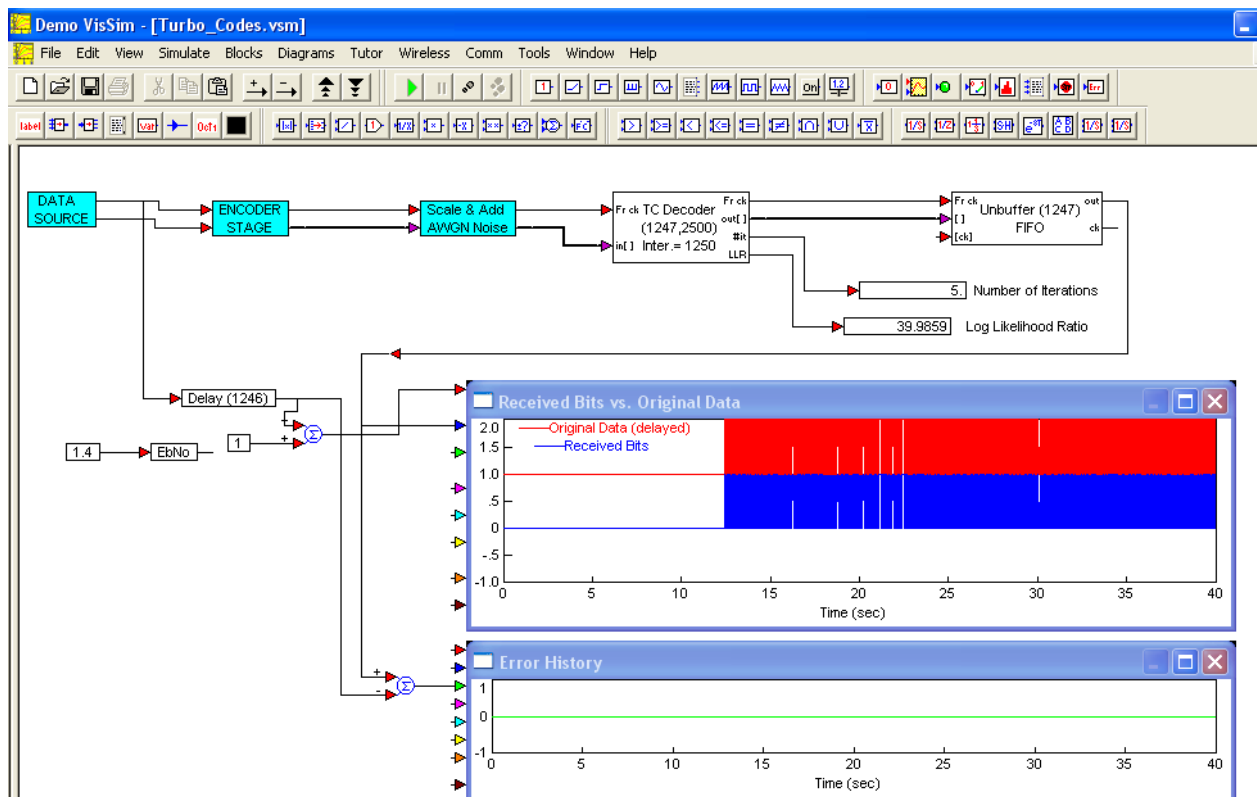 Demo VisSim - [Turbo_Codes.vsm]
File Edit View Simulate Blocks Diagrams Tutor Wireless Comm Tools Window Help
label
var
DATA
SOURCE
ENCODER
STAGE
Scale & Add
AWGN Noise
Fr ck TC Decoder Fr ck
(1247,2500) out[]
in[] Inter.= 1250 #it
LLR
Fr ck Unbuffer (1247) out
[] FIFO
[ck] ck
5. Number of Iterations
39.9859 Log Likelihood Ratio
Delay (1246)
1.4 EbNo 1
Received Bits vs. Original Data
Original Data (delayed)
Received Bits
2.0
1.5
1.0
.5
0
-.5
-1.0
0 5 10 15 20 25 30 35 40
Time (sec)
Error History
1
0
-1
0 5 10 15 20 25 30 35 40
Time (sec)